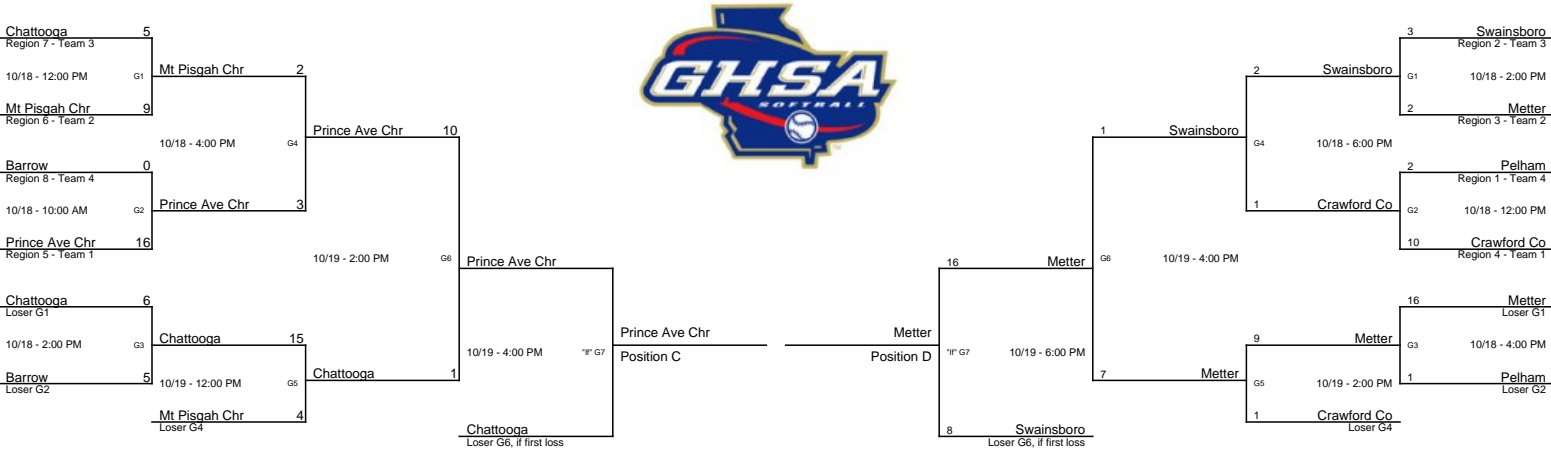 GHSA
SOFTBALL
™
Chattooga 5
Region 7 - Team 3
10/18 - 12:00 PM G1
Mt Pisgah Chr 2
Mt Pisgah Chr 9
Region 6 - Team 2
10/18 - 4:00 PM G4
Prince Ave Chr 10
Barrow 0
Region 8 - Team 4
10/18 - 10:00 AM G2
Prince Ave Chr 3
Prince Ave Chr 16
Region 5 - Team 1
10/19 - 2:00 PM G6
Prince Ave Chr
Chattooga 6
Loser G1
10/18 - 2:00 PM G3
Chattooga 15
Barrow 5
Loser G2
10/19 - 12:00 PM G5
Chattooga 1
Mt Pisgah Chr 4
Loser G4
10/19 - 4:00 PM "If" G7
Prince Ave Chr
Position C
Chattooga
Loser G6, if first loss
3 Swainsboro
Region 2 - Team 3
G1 10/18 - 2:00 PM
2 Swainsboro
2 Metter
Region 3 - Team 2
G4 10/18 - 6:00 PM
1 Swainsboro
2 Pelham
Region 1 - Team 4
G2 10/18 - 12:00 PM
1 Crawford Co
10 Crawford Co
Region 4 - Team 1
G6 10/19 - 4:00 PM
16 Metter
16 Metter
Loser G1
G3 10/18 - 4:00 PM
9 Metter
1 Pelham
Loser G2
G5 10/19 - 2:00 PM
7 Metter
1 Crawford Co
Loser G4
"If" G7 10/19 - 6:00 PM
Metter
Position D
8 Swainsboro
Loser G6, if first loss